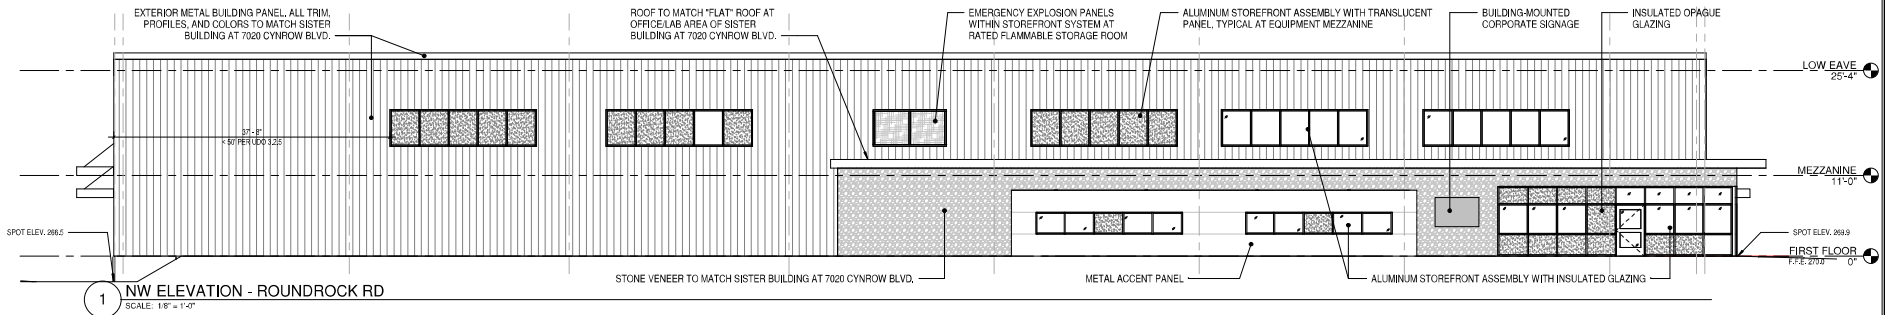 EXTERIOR METAL BUILDING PANEL, ALL TRIM,
PROFILES, AND COLORS TO MATCH SISTER
BUILDING AT 7020 CYNROW BLVD.
ROOF TO MATCH "FLAT" ROOF AT
OFFICE/LAB AREA OF SISTER
BUILDING AT 7020 CYNROW BLVD.
EMERGENCY EXPLOSION PANELS
WITHIN STOREFRONT SYSTEM AT
RATED FLAMMABLE STORAGE ROOM
ALUMINUM STOREFRONT ASSEMBLY WITH TRANSLUCENT
PANEL, TYPICAL AT EQUIPMENT MEZZANINE
BUILDING-MOUNTED
CORPORATE SIGNAGE
INSULATED OPAQUE
GLAZING
LOW EAVE
25'-4"
37' - 8"
< 50' PER UDO 3.2.5
MEZZANINE
11'-0"
SPOT ELEV. 266.5
SPOT ELEV. 269.9
FIRST FLOOR
F.F.E. 270.0 0"
STONE VENEER TO MATCH SISTER BUILDING AT 7020 CYNROW BLVD.
METAL ACCENT PANEL
ALUMINUM STOREFRONT ASSEMBLY WITH INSULATED GLAZING
1 NW ELEVATION - ROUNDROCK RD
SCALE: 1/8" = 1'-0"